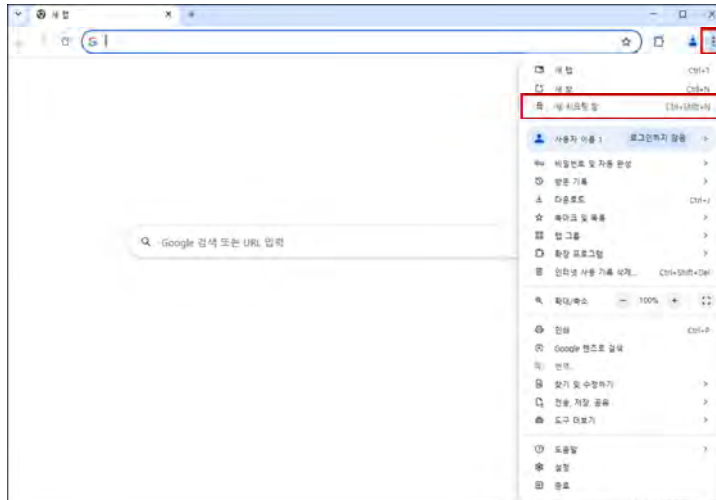 새 탭
새 탭 Ctrl+T
새 창 Ctrl+N
새 시크릿 창 Ctrl+Shift+N
사용자 이름 1 로그인하지 않음
비밀번호 및 자동 완성
방문 기록
다운로드 Ctrl+J
북마크 및 목록
탭 그룹
확장 프로그램
Google 검색 또는 URL 입력
인터넷 사용 기록 삭제... Ctrl+Shift+Del
확대/축소 − 100% +
인쇄 Ctrl+P
Google 렌즈로 검색
번역...
찾기 및 수정하기
전송, 저장, 공유
도구 더보기
도움말
설정
종료